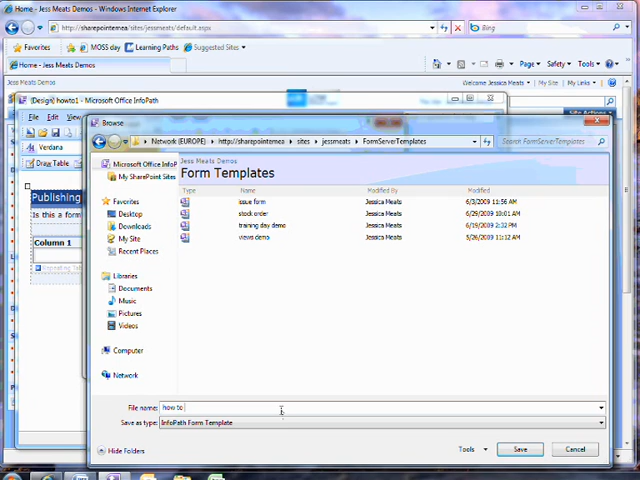 Home - Jess Meats Demos - Windows Internet Explorer
http://sharepointemea/sites/jessmeats/default.aspx
Bing
Favorites MOSS day Learning Paths Suggested Sites
Home - Jess Meats Demos
Page Safety Tools
Jess Meats Demos
Welcome Jessica Meats My Site My Links
(Design) howto1 - Microsoft Office InfoPath
File Edit View
Verdana
Draw Table
Publishing
Is this a form
Column 1
Browse
Network (EUROPE) http://sharepointemea sites jessmeats FormServerTemplates
Search FormServerTemplates
Microsoft Office InfoP
My SharePoint Sites
Favorites
Desktop
Downloads
My Site
Recent Places
Libraries
Documents
Music
Pictures
Videos
Computer
Network
Jess Meats Demos
Form Templates
Type Name Modified By Modified
issue form Jessica Meats 6/3/2009 11:56 AM
stock order Jessica Meats 6/29/2009 10:01 AM
training day demo Jessica Meats 6/19/2009 2:32 PM
views demo Jessica Meats 5/26/2009 11:12 AM
File name: how to
Save as type: InfoPath Form Template
Hide Folders
Tools Save Cancel